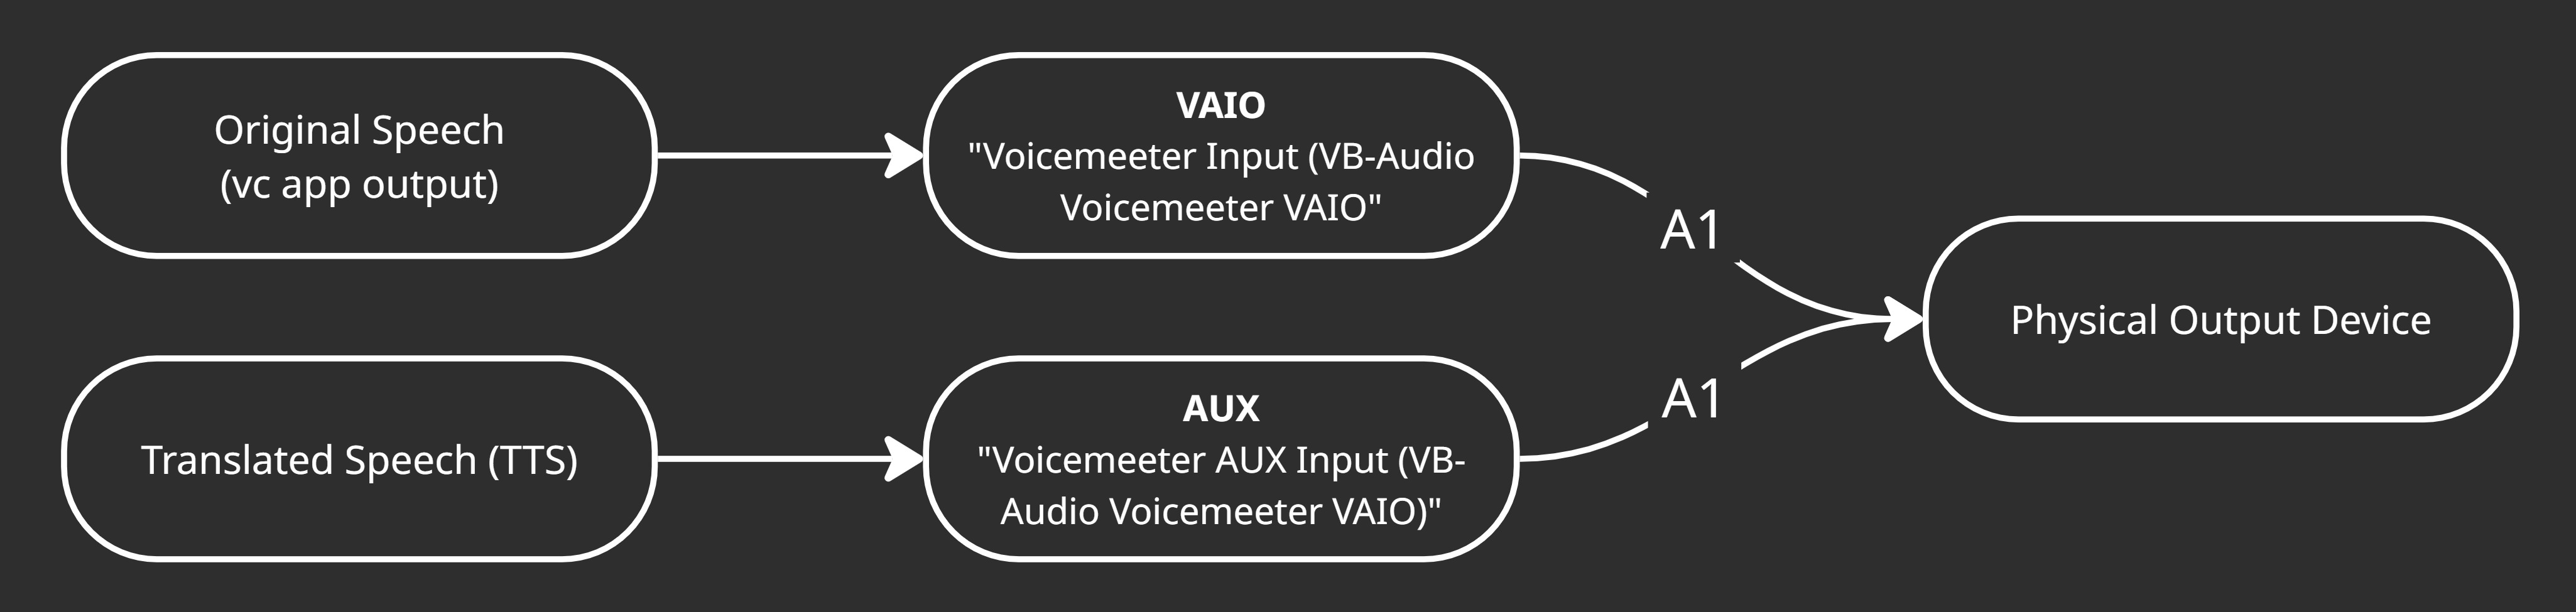 Original Speech
(vc app output)
VAIO
"Voicemeeter Input (VB-Audio
Voicemeeter VAIO"
A1
Physical Output Device
Translated Speech (TTS)
AUX
"Voicemeeter AUX Input (VB-
Audio Voicemeeter VAIO)"
A1